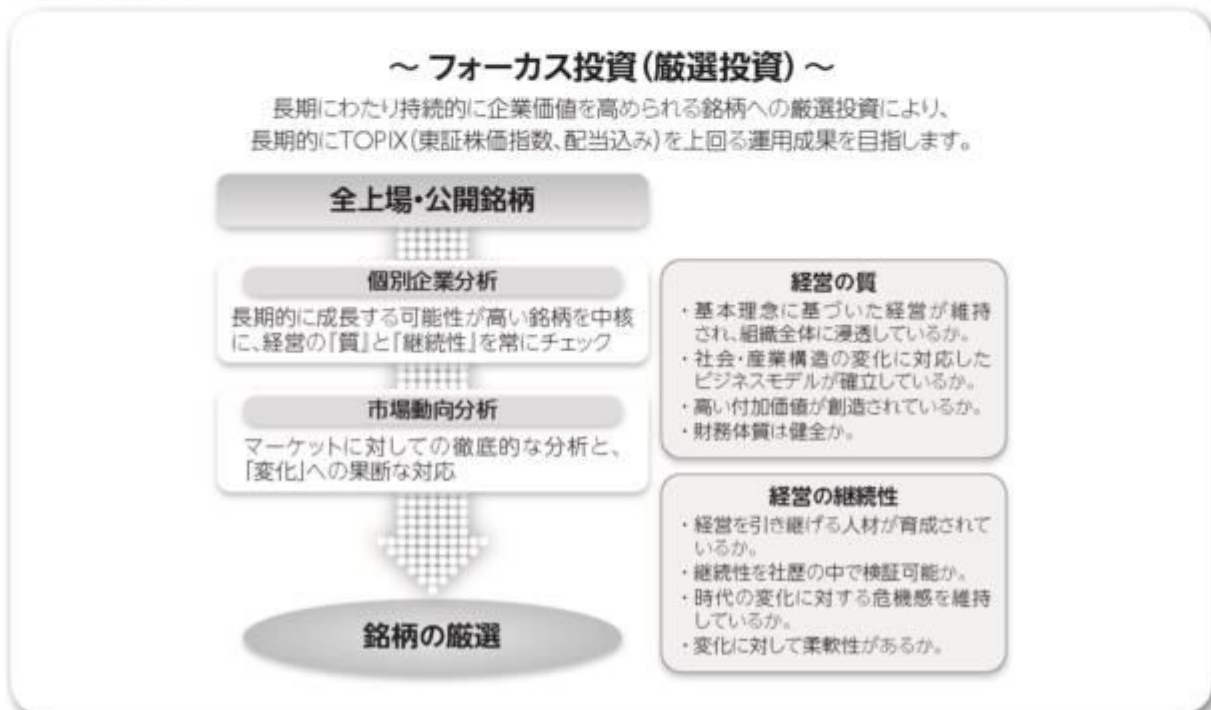 ～ フォーカス投資(厳選投資) ～
長期にわたり持続的に企業価値を高められる銘柄への厳選投資により、
長期的にTOPIX(東証株価指数、配当込み)を上回る運用成果を目指します。
全上場・公開銘柄
個別企業分析
長期的に成長する可能性が高い銘柄を中核
に、経営の『質』と『継続性』を常にチェック
市場動向分析
マーケットに対しての徹底的な分析と、
「変化」への果断な対応
銘柄の厳選
経営の質
・基本理念に基づいた経営が維持
され、組織全体に浸透しているか。
・社会・産業構造の変化に対応した
ビジネスモデルが確立しているか。
・高い付加価値が創造されているか。
・財務体質は健全か。
経営の継続性
・経営を引き継げる人材が育成されて
いるか。
・継続性を社歴の中で検証可能か。
・時代の変化に対する危機感を維持
しているか。
・変化に対して柔軟性があるか。